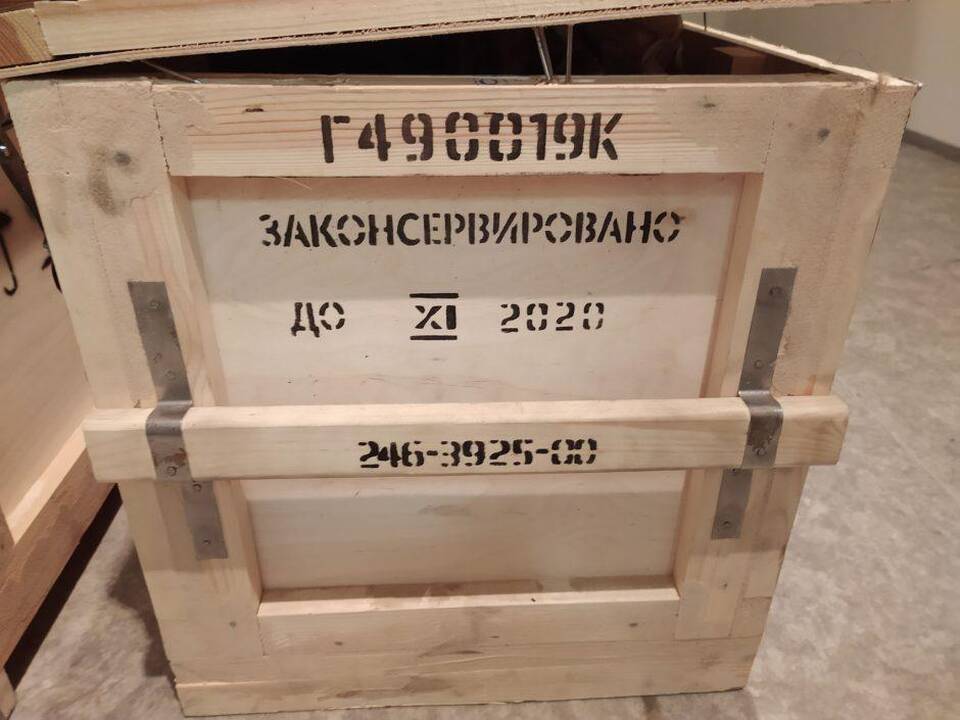 Г490019К
ЗАКОНСЕРВИРОВАНО
ДО XI 2020
246-3925-00